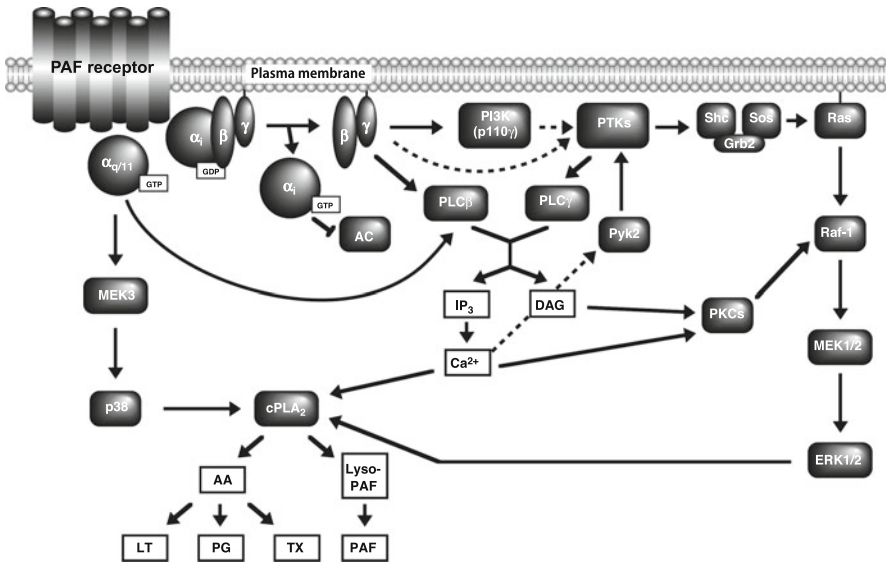 PAF receptor
Plasma membrane
αi
β
γ
GDP
β
γ
PI3K
(p110γ)
PTKs
Shc
Sos
Grb2
Ras
αq/11
GTP
αi
GTP
AC
PLCβ
PLCγ
Pyk2
Raf-1
MEK3
IP3
DAG
PKCs
Ca2+
MEK1/2
p38
cPLA2
ERK1/2
AA
Lyso-
PAF
LT
PG
TX
PAF